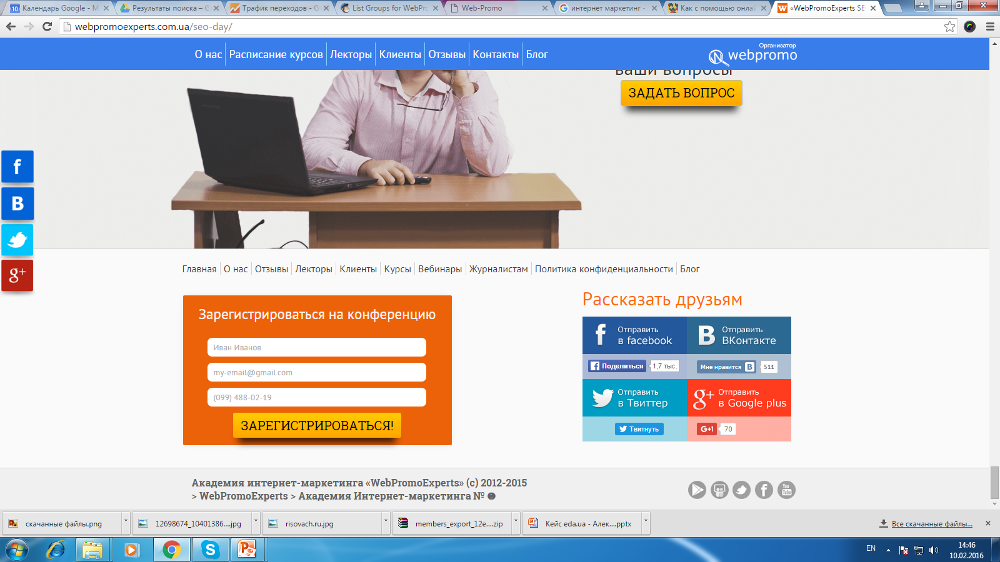 Календарь Google - М
Результаты поиска – G
Трафик переходов - G
List Groups for WebPro
Web-Promo
интернет маркетинг -
Как с помощью онлай
«WebPromoExperts SE
webpromoexperts.com.ua/seo-day/
О нас
Расписание курсов
Лекторы
Клиенты
Отзывы
Контакты
Блог
Организатор
webpromo
ваши вопросы
ЗАДАТЬ ВОПРОС
Главная
О нас
Отзывы
Лекторы
Клиенты
Курсы
Вебинары
Журналистам
Политика конфиденциальности
Блог
Зарегистрироваться на конференцию
Иван Иванов
my-email@gmail.com
(099) 488-02-19
ЗАРЕГИСТРИРОВАТЬСЯ!
Рассказать друзьям
Отправить
в facebook
Отправить
ВКонтакте
Поделиться
1,7 тыс.
Мне нравится
511
Отправить
в Твиттер
Отправить
в Google plus
Твитнуть
G+1
70
Академия интернет-маркетинга «WebPromoExperts» (c) 2012-2015
> WebPromoExperts > Академия Интернет-маркетинга № ❶
скачанные файлы.png
12698674_10401386....jpg
risovach.ru.jpg
members_export_12e....zip
Кейс eda.ua - Алек....pptx
Все скачанные файлы...
EN
14:46
10.02.2016